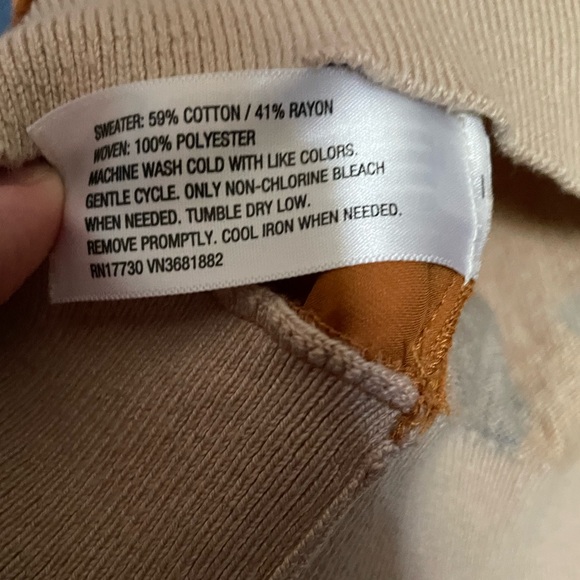 SWEATER: 59% COTTON / 41% RAYON
WOVEN: 100% POLYESTER
MACHINE WASH COLD WITH LIKE COLORS.
GENTLE CYCLE. ONLY NON-CHLORINE BLEACH
WHEN NEEDED. TUMBLE DRY LOW.
REMOVE PROMPTLY. COOL IRON WHEN NEEDED.
RN17730 VN3681882